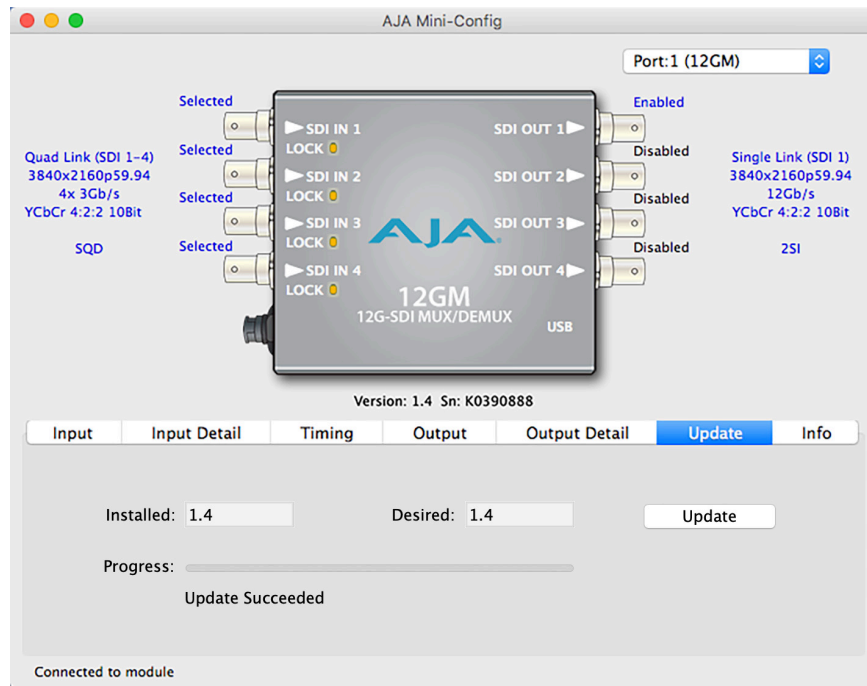 AJA Mini-Config
Port:1 (12GM)
Selected
Enabled
SDI IN 1
SDI OUT 1
LOCK
Quad Link (SDI 1-4)
3840x2160p59.94
4x 3Gb/s
YCbCr 4:2:2 10Bit
SQD
Selected
Disabled
SDI IN 2
SDI OUT 2
LOCK
Single Link (SDI 1)
3840x2160p59.94
12Gb/s
YCbCr 4:2:2 10Bit
2SI
Selected
Disabled
SDI IN 3
SDI OUT 3
LOCK
AJA
Selected
Disabled
SDI IN 4
SDI OUT 4
LOCK
12GM
12G-SDI MUX/DEMUX
USB
Version: 1.4 Sn: K0390888
Input Input Detail Timing Output Output Detail Update Info
Installed: 1.4 Desired: 1.4 Update
Progress:
Update Succeeded
Connected to module